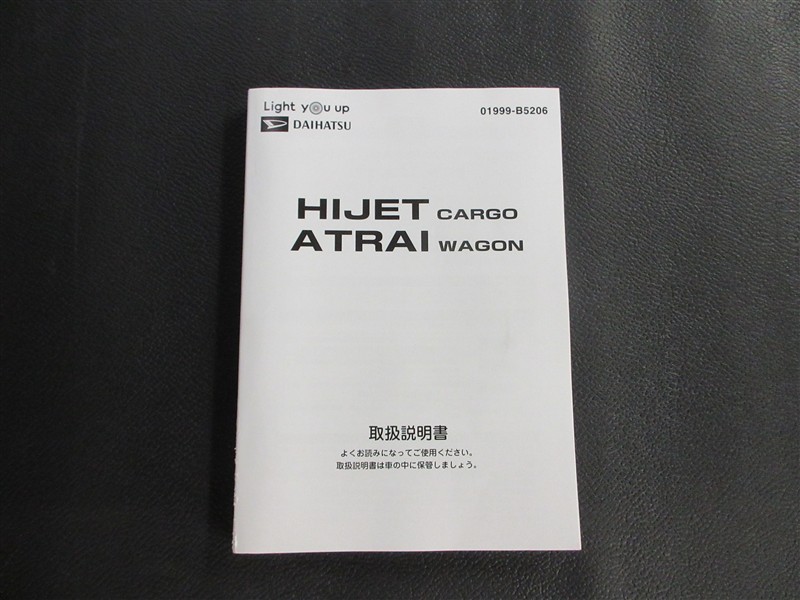 Light you up
DAIHATSU
01999-B5206
HIJET CARGO
ATRAI WAGON
取扱説明書
よくお読みになってご使用ください。
取扱説明書は車の中に保管しましょう。